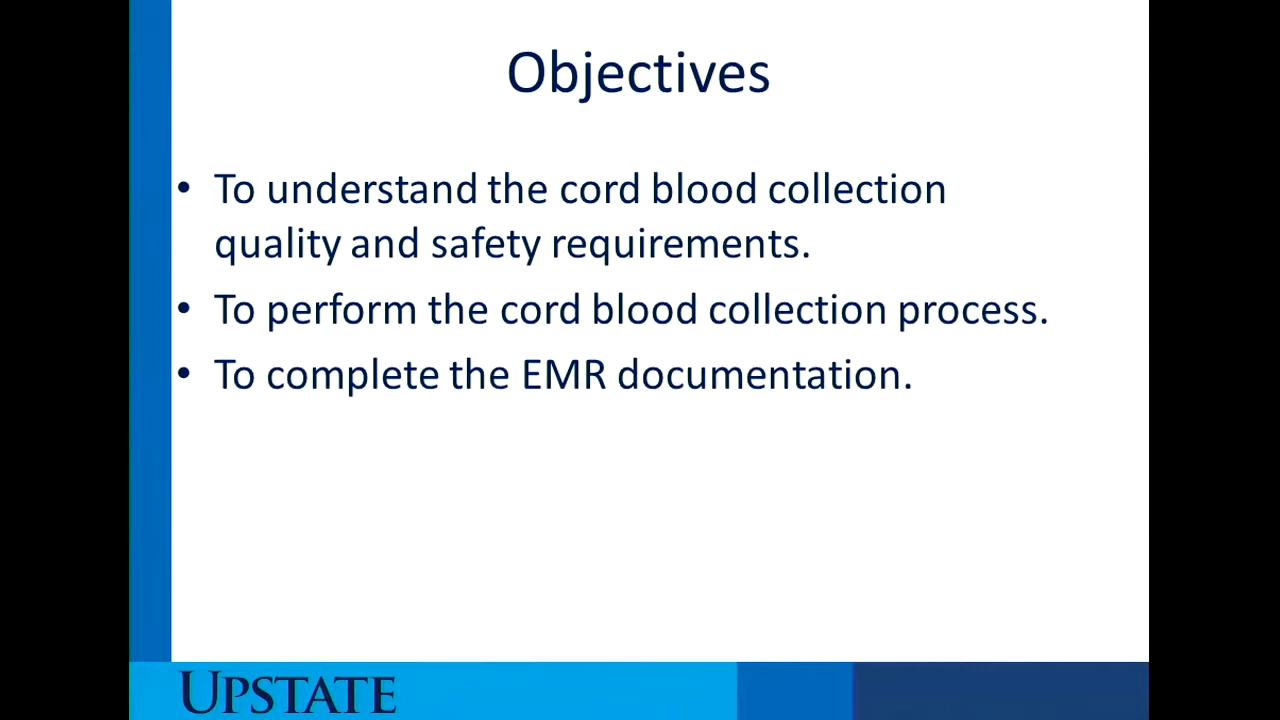 Objectives
• To understand the cord blood collection
quality and safety requirements.
• To perform the cord blood collection process.
• To complete the EMR documentation.
UPSTATE